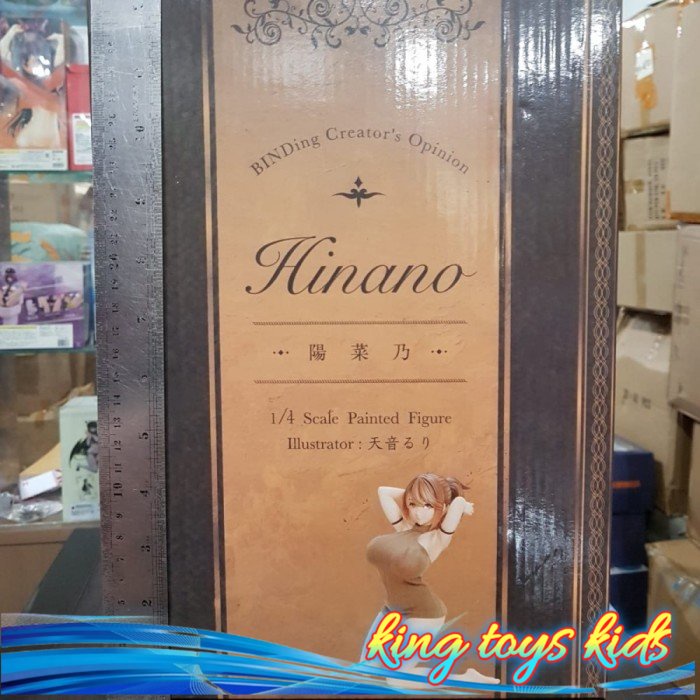 BINDing Creator's Opinion
Hinano
陽菜乃
1/4 Scale Painted Figure
Illustrator : 天音るり
king toys kids